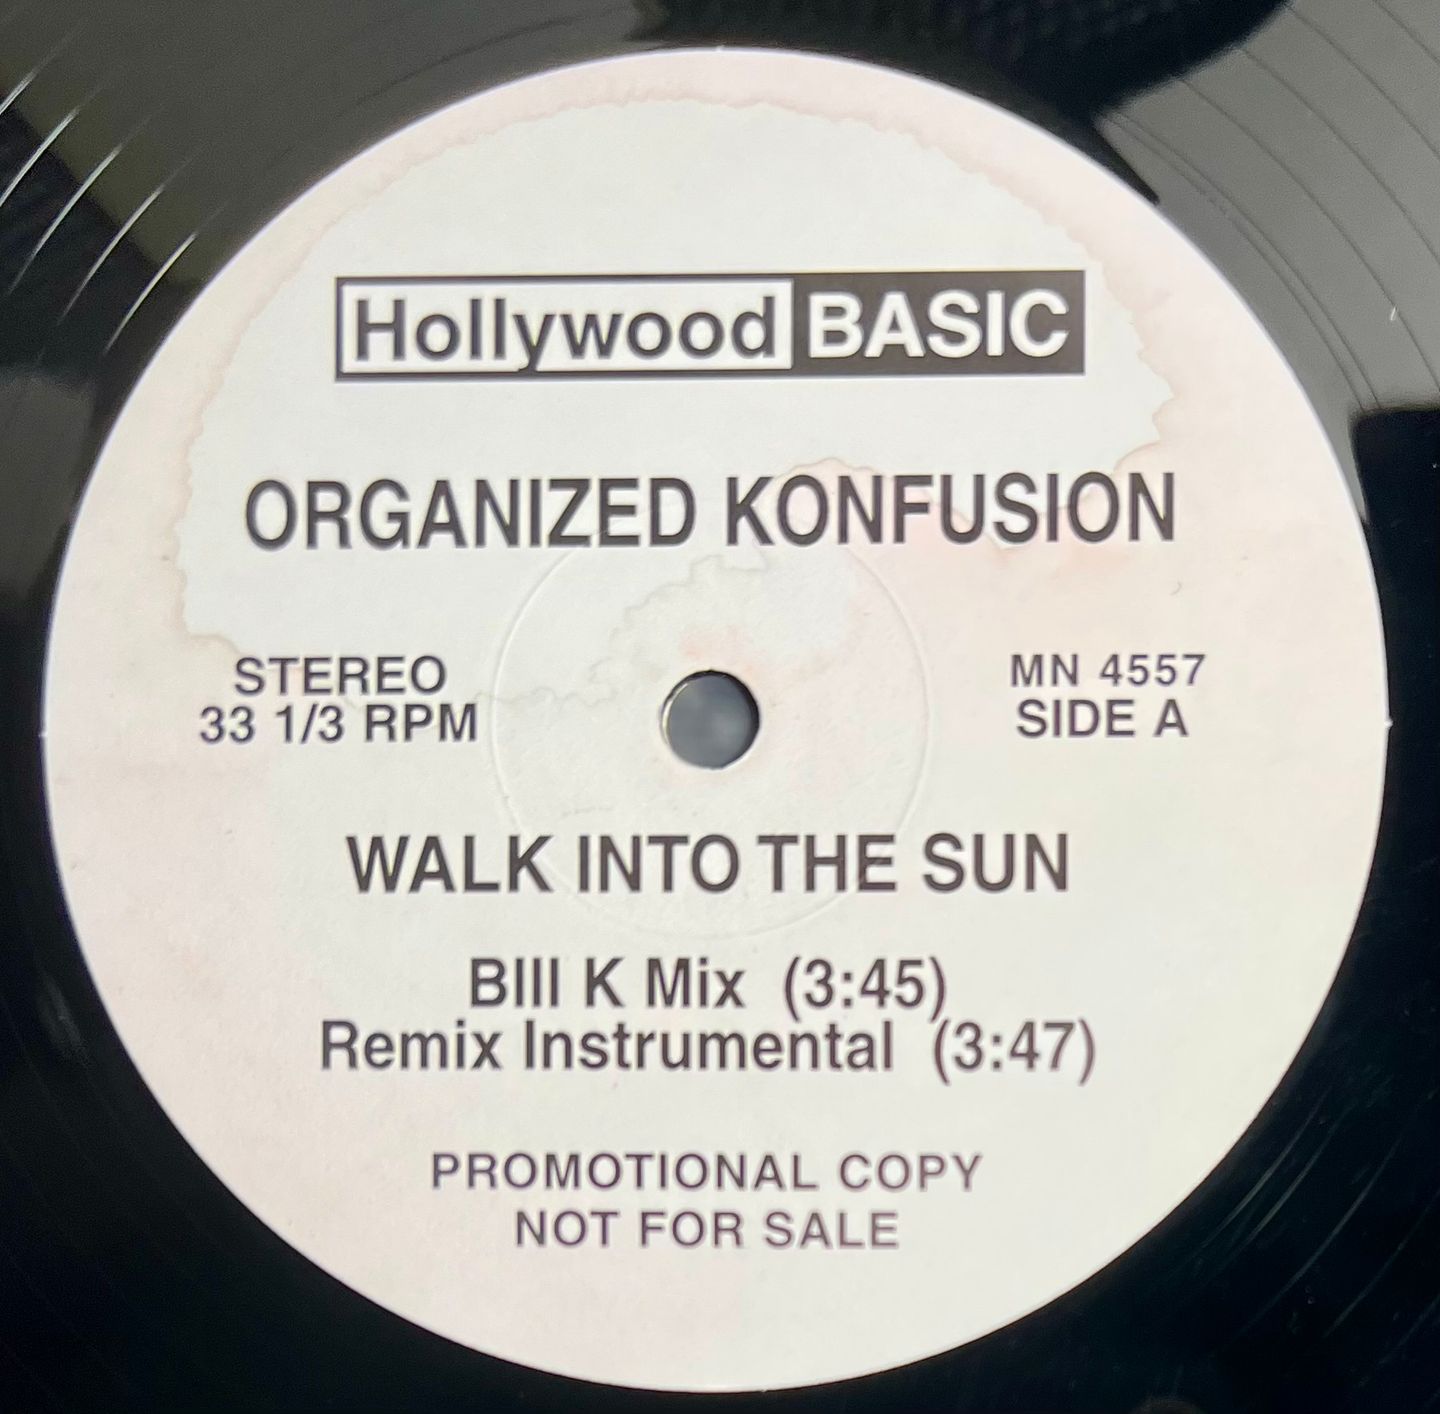 Hollywood BASIC
ORGANIZED KONFUSION
STEREO
33 1/3 RPM
MN 4557
SIDE A
WALK INTO THE SUN
BIll K Mix (3:45)
Remix Instrumental (3:47)
PROMOTIONAL COPY
NOT FOR SALE